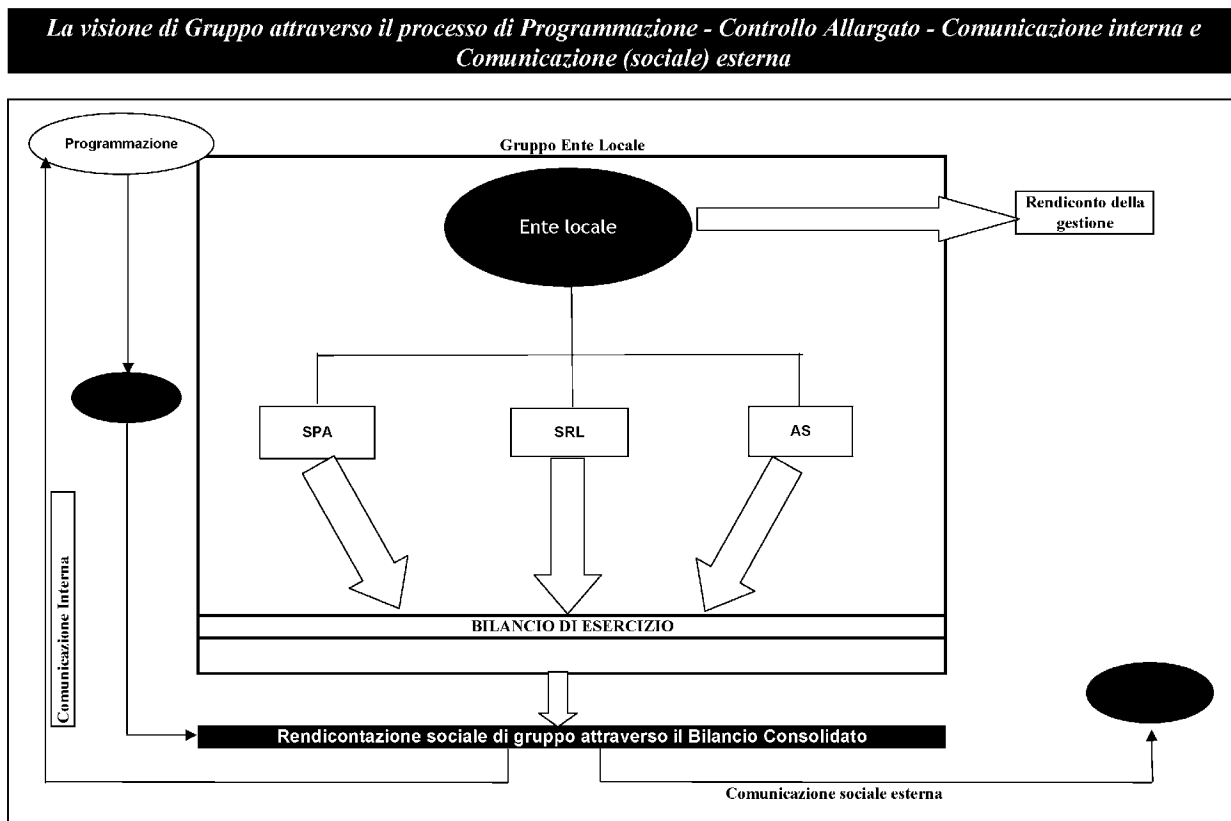 La visione di Gruppo attraverso il processo di Programmazione - Controllo Allargato - Comunicazione interna e
Comunicazione (sociale) esterna
Programmazione
Gruppo Ente Locale
Ente locale
Rendiconto della
gestione
SPA
SRL
AS
Comunicazione Interna
BILANCIO DI ESERCIZIO
Rendicontazione sociale di gruppo attraverso il Bilancio Consolidato
Comunicazione sociale esterna